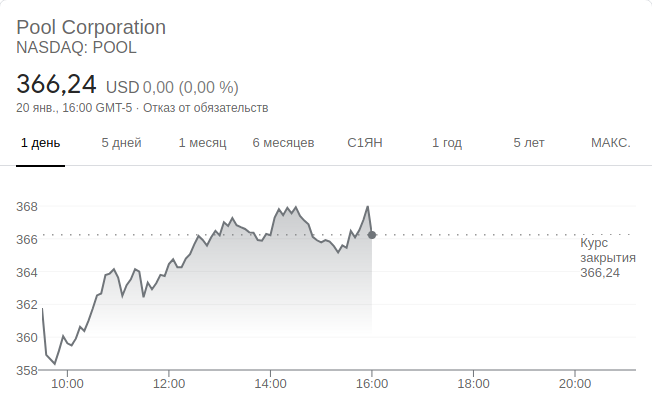 Pool Corporation
NASDAQ: POOL
366,24 USD 0,00 (0,00 %)
20 янв., 16:00 GMT-5 · Отказ от обязательств
1 день 5 дней 1 месяц 6 месяцев С1ЯН 1 год 5 лет МАКС.
368
366
364
362
360
358
Курс
закрытия
366,24
10:00 12:00 14:00 16:00 18:00 20:00